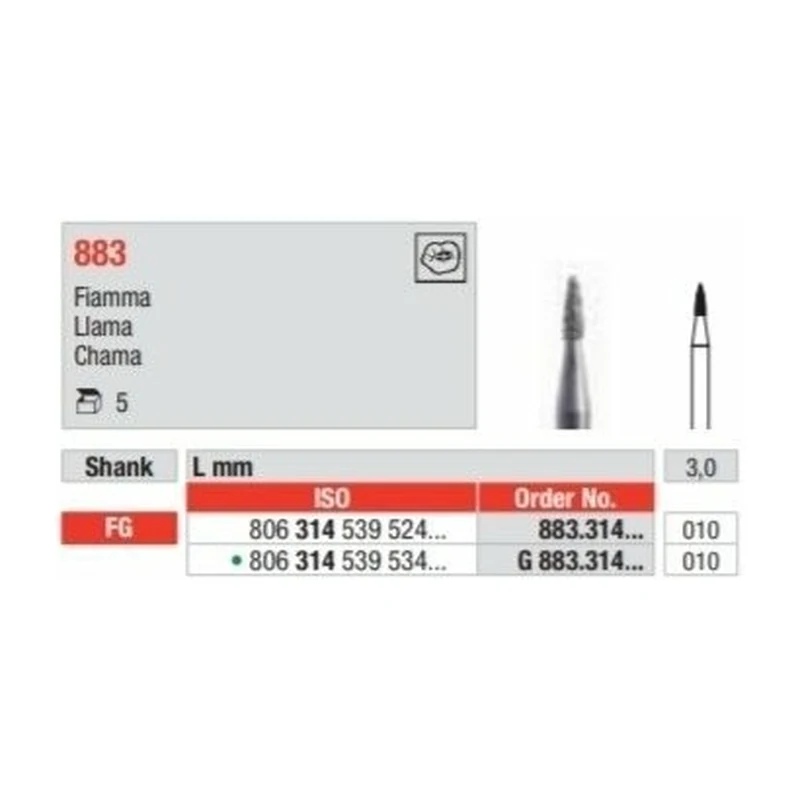 883
Fiamma
Llama
Chama
5
Shank L mm 3,0
ISO Order No.
FG 806 314 539 524... 883.314... 010
• 806 314 539 534... G 883.314... 010